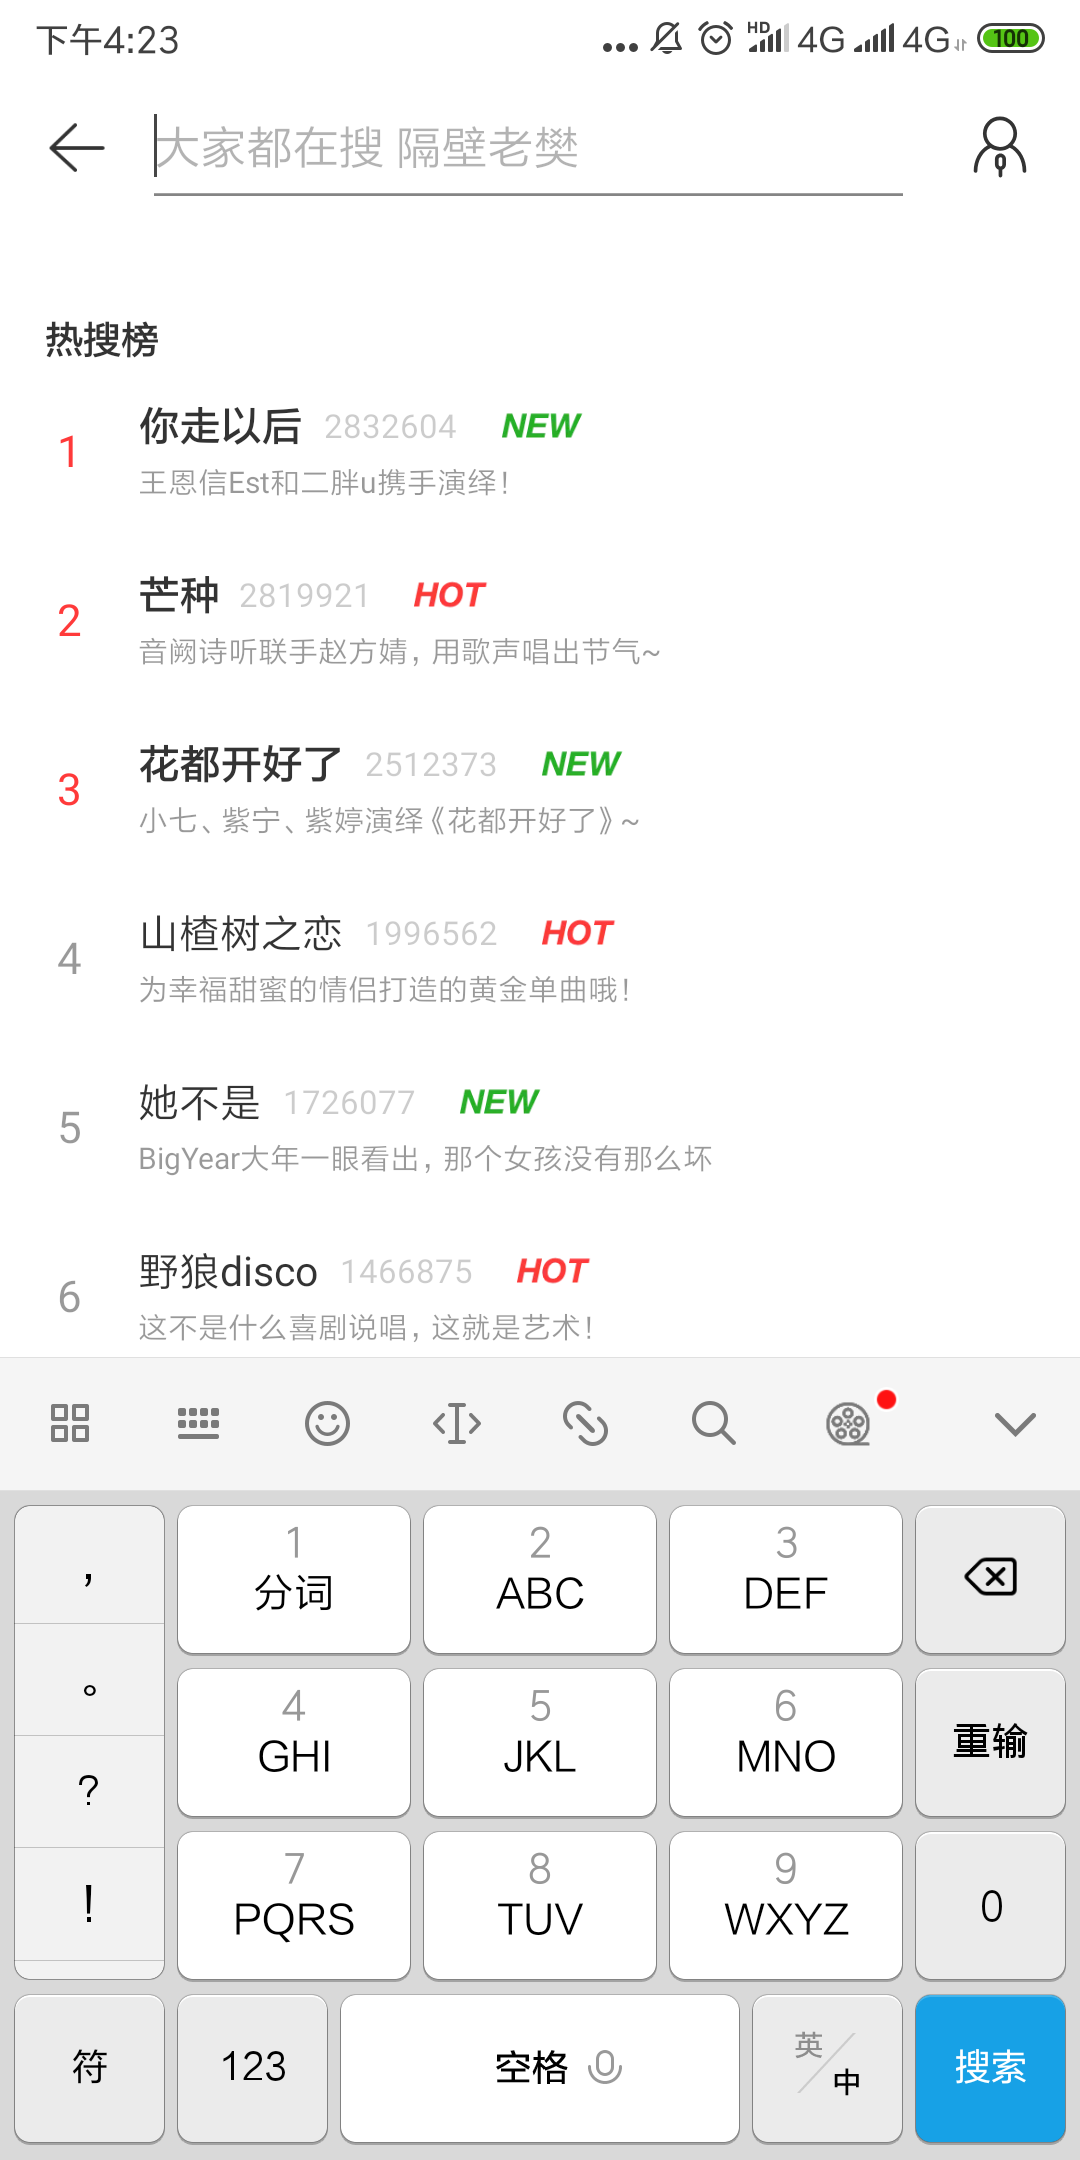 下午4:23 ... HD 4G 4G 100
大家都在搜 隔壁老樊
热搜榜
1 你走以后 2832604 NEW
王恩信Est和二胖u携手演绎！
2 芒种 2819921 HOT
音阙诗听联手赵方婧，用歌声唱出节气~
3 花都开好了 2512373 NEW
小七、紫宁、紫婷演绎《花都开好了》~
4 山楂树之恋 1996562 HOT
为幸福甜蜜的情侣打造的黄金单曲哦！
5 她不是 1726077 NEW
BigYear大年一眼看出，那个女孩没有那么坏
6 野狼disco 1466875 HOT
这不是什么喜剧说唱，这就是艺术！
， 1 2 3
分词 ABC DEF
。 4 5 6
GHI JKL MNO 重输
？ 7 8 9
PQRS TUV WXYZ 0
！
符 123 空格 英/中 搜索